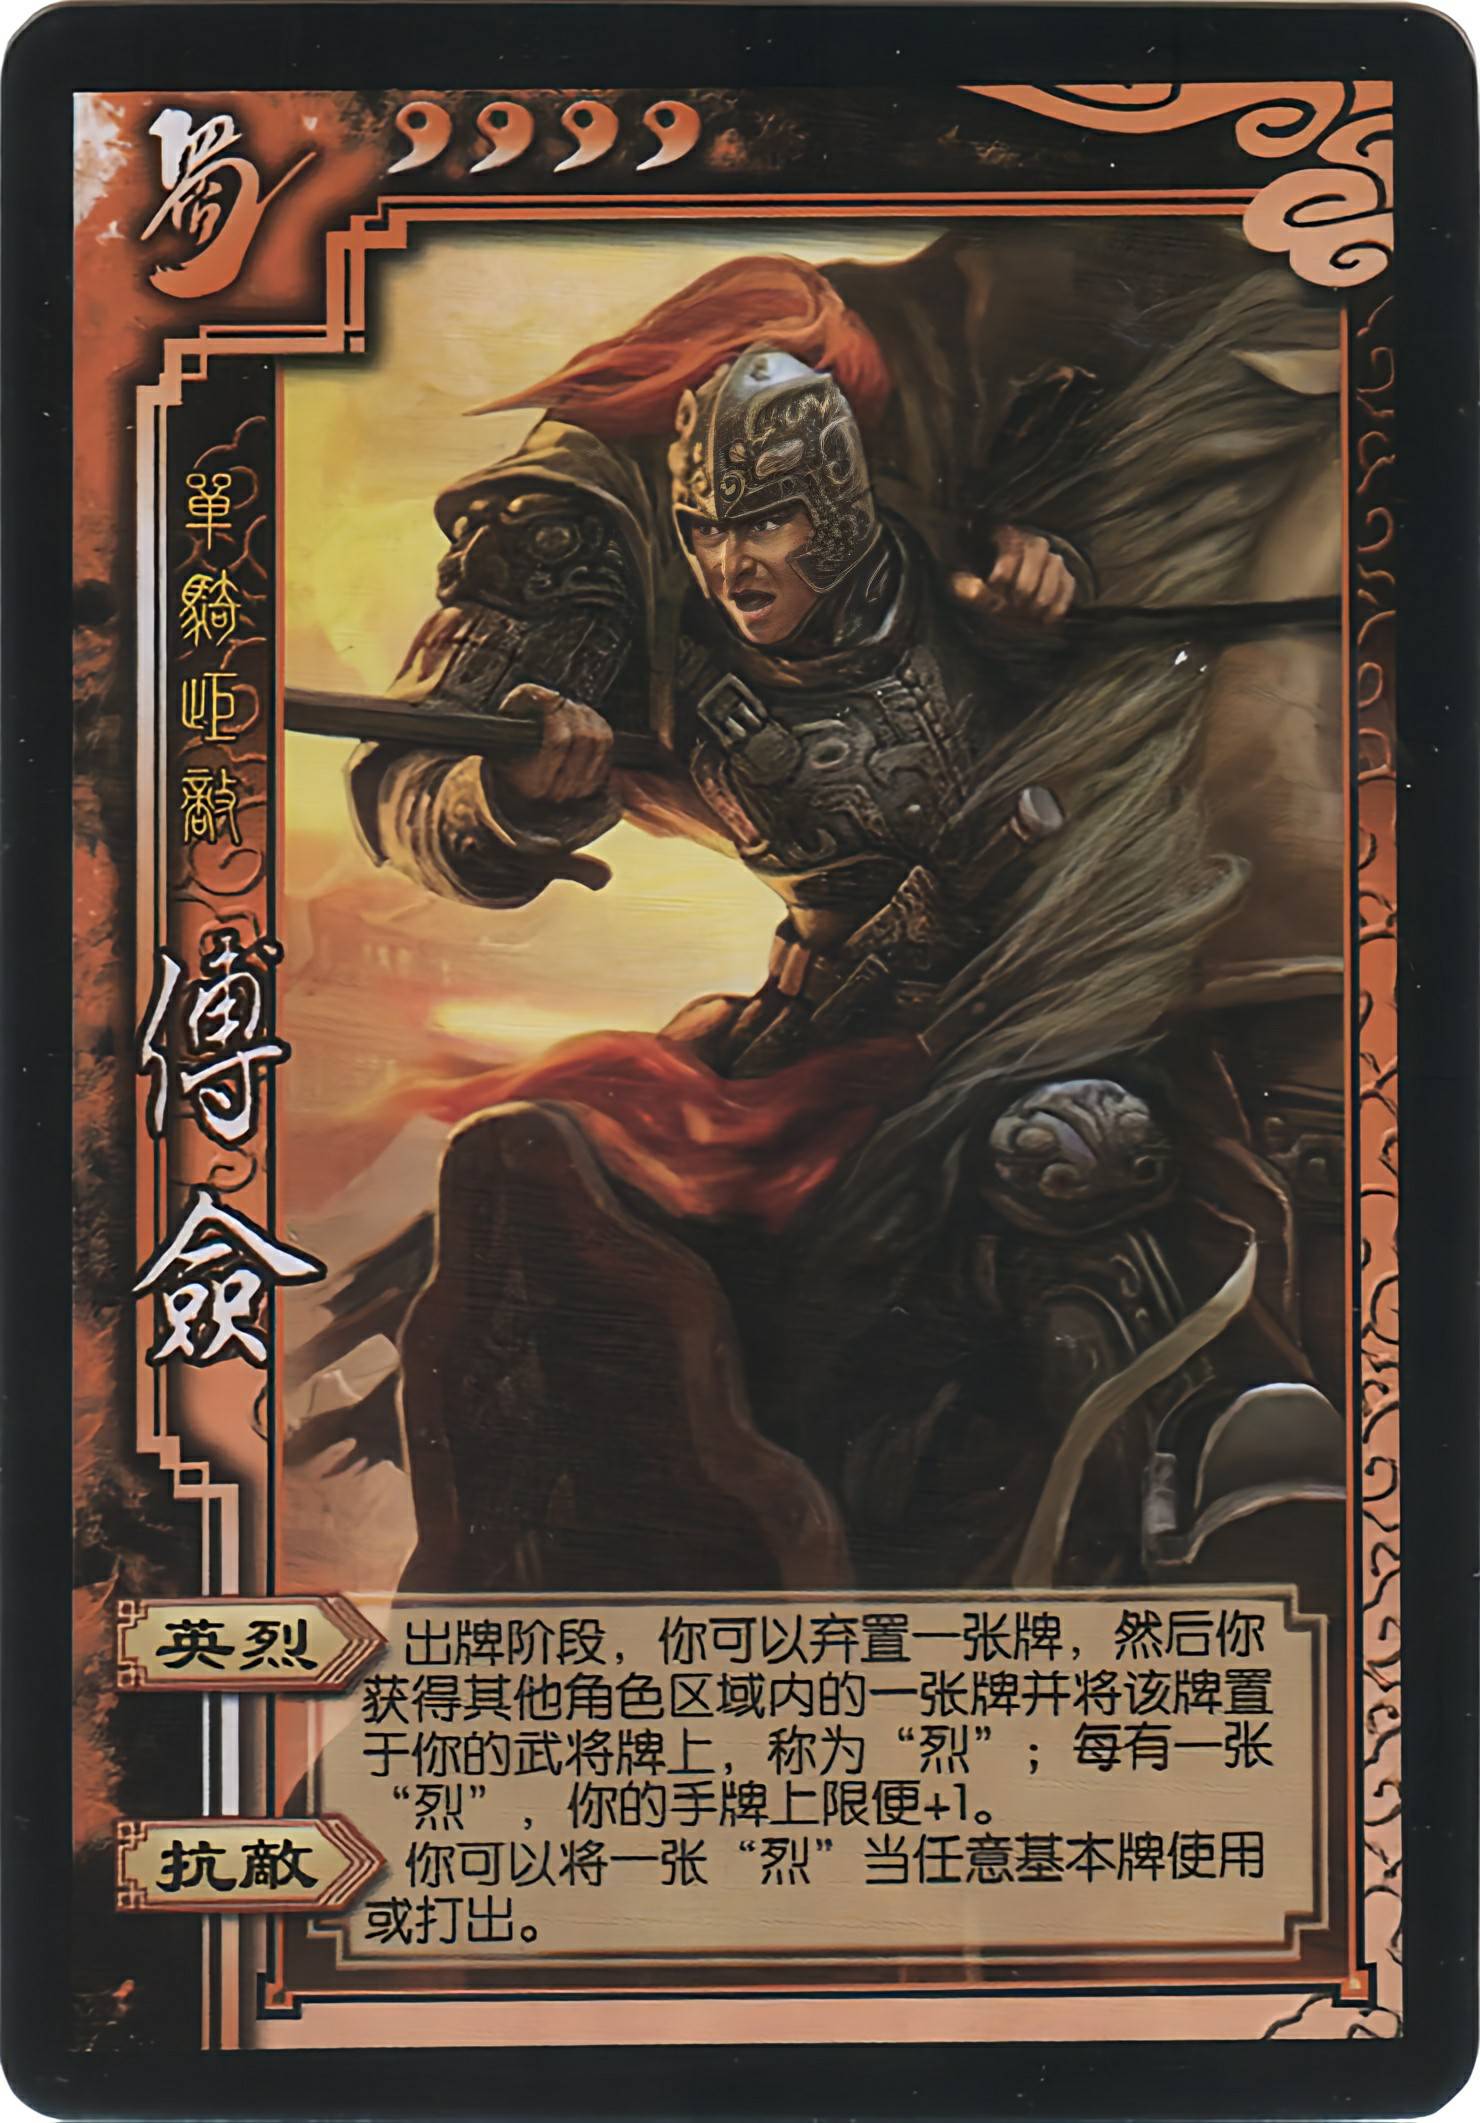 蜀
單騎岠敵
傅僉
英烈
出牌阶段，你可以弃置一张牌，然后你
获得其他角色区域内的一张牌并将该牌置
于你的武将牌上，称为“烈”；每有一张
“烈”，你的手牌上限便+1。
抗敵
你可以将一张“烈”当任意基本牌使用
或打出。